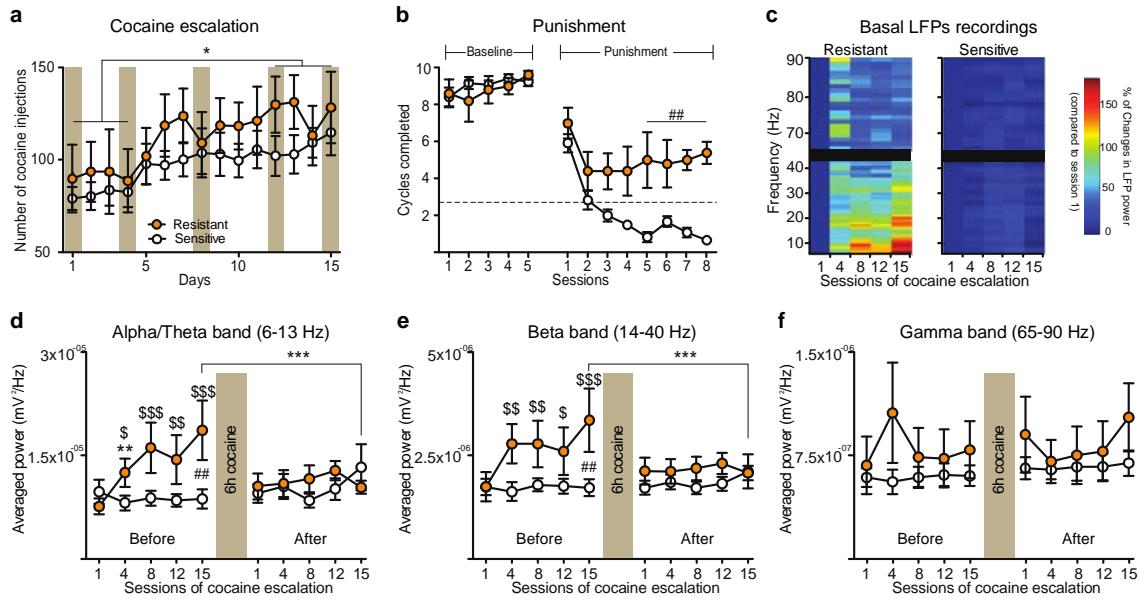 a
Cocaine escalation
Number of cocaine injections
150
100
50
*
Resistant
Sensitive
1 5 10 15
Days
b
Punishment
Baseline Punishment
Cycles completed
10
8
6
4
2
##
1 2 3 4 5 1 2 3 4 5 6 7 8
Sessions
c
Basal LFPs recordings
Resistant Sensitive
Frequency (Hz)
90
70
40
30
20
10
1 4 8 12 15 1 4 8 12 15
Sessions of cocaine escalation
150
100
50
0
% of Changes in LFP power
(compared to session 1)
d
Alpha/Theta band (6-13 Hz)
Averaged power (mV²/Hz)
3x10⁻⁰⁵
1.5x10⁻⁰⁵
***
$
**
$$$
$$
$$$
##
6h cocaine
Before After
1 4 8 12 15 1 4 8 12 15
Sessions of cocaine escalation
e
Beta band (14-40 Hz)
Averaged power (mV²/Hz)
5x10⁻⁰⁶
2.5x10⁻⁰⁶
***
$$
$$
$
$$$
##
6h cocaine
Before After
1 4 8 12 15 1 4 8 12 15
Sessions of cocaine escalation
f
Gamma band (65-90 Hz)
Averaged power (mV²/Hz)
1.5x10⁻⁰⁶
7.5x10⁻⁰⁷
6h cocaine
Before After
1 4 8 12 15 1 4 8 12 15
Sessions of cocaine escalation